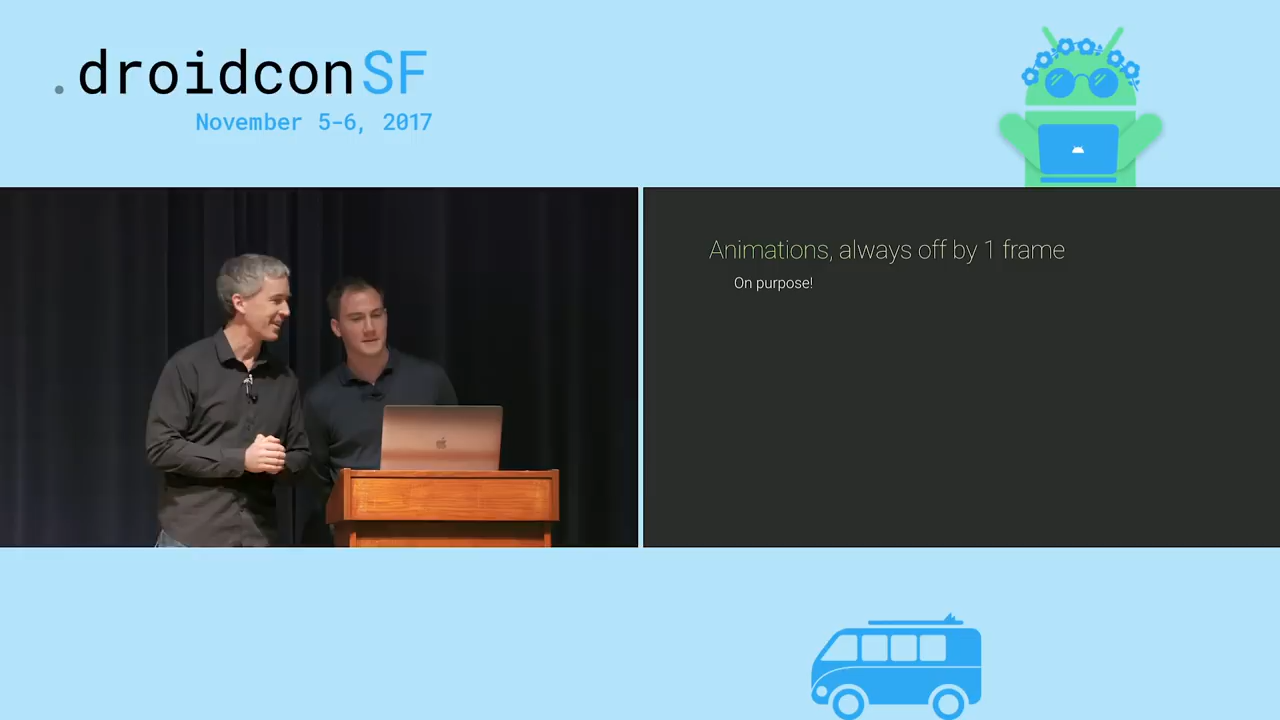 .droidconSF
November 5-6, 2017
Animations, always off by 1 frame
On purpose!